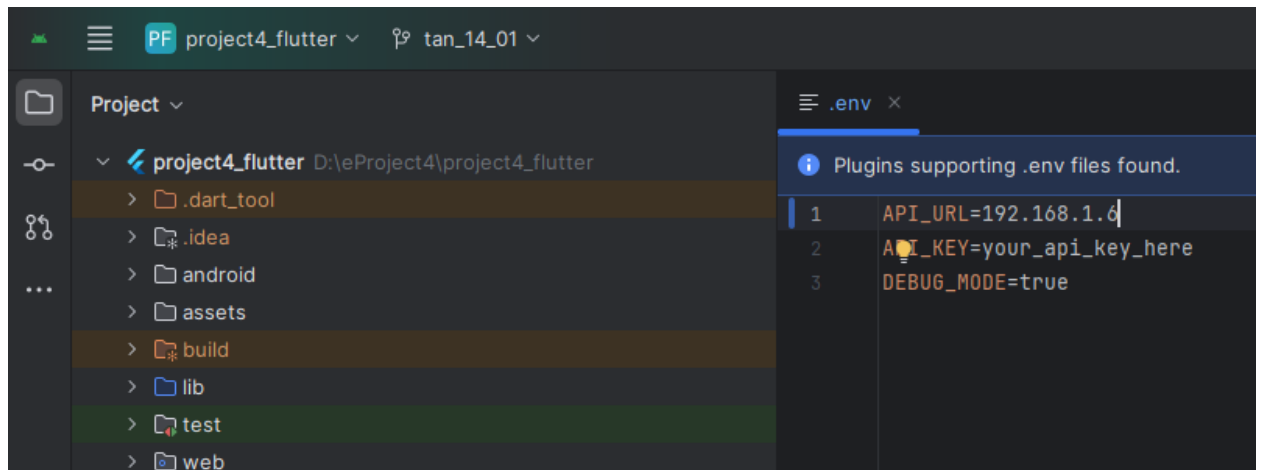 PF project4_flutter tan_14_01
Project
.env
project4_flutter D:\eProject4\project4_flutter
Plugins supporting .env files found.
.dart_tool
1 API_URL=192.168.1.6
.idea
2 API_KEY=your_api_key_here
android
3 DEBUG_MODE=true
assets
build
lib
test
web